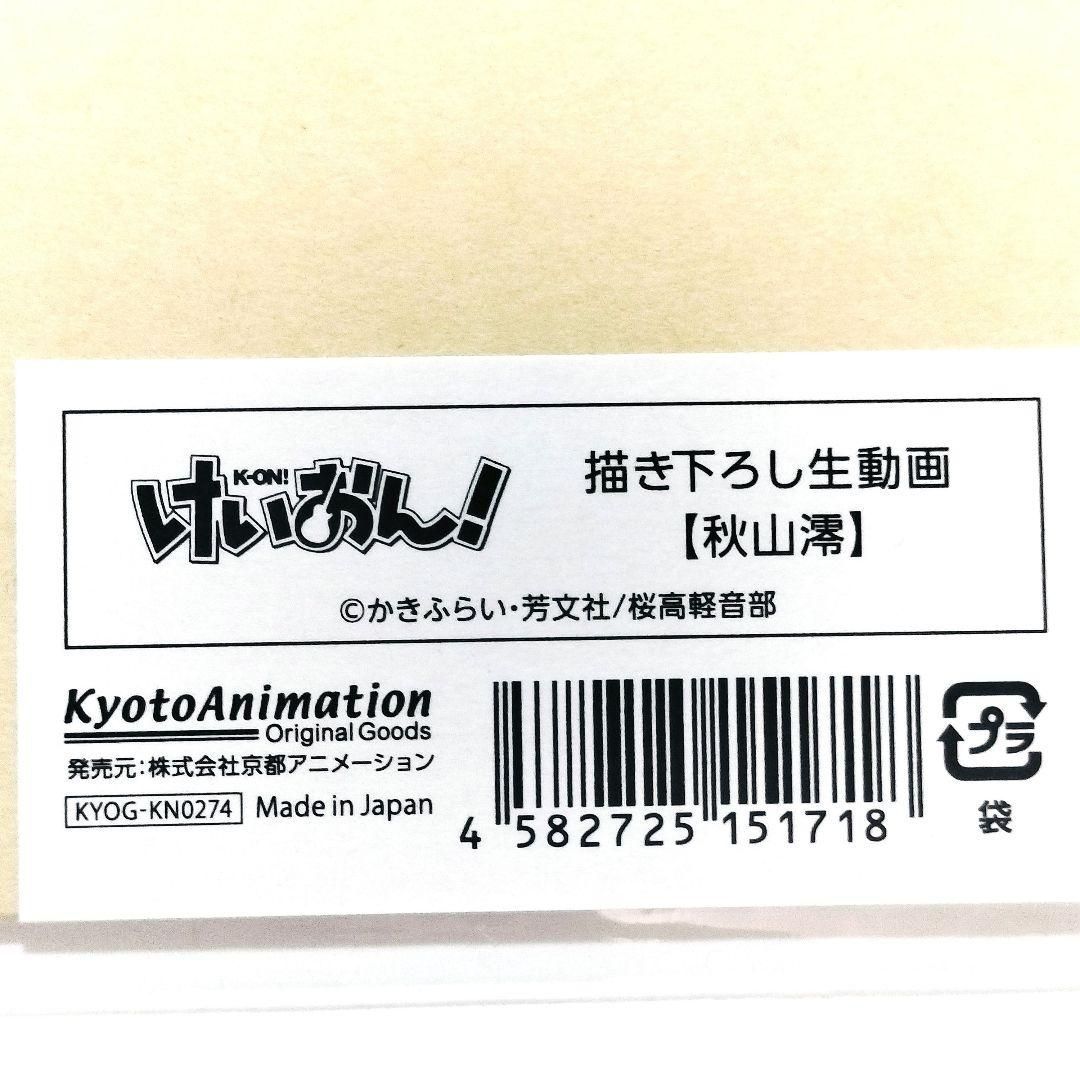 けいおん!
K-ON!
描き下ろし生動画
【秋山澪】
©かきふらい・芳文社/桜高軽音部
KyotoAnimation
Original Goods
発売元:株式会社京都アニメーション
KYOG-KN0274 Made in Japan
4 582725 151718
プラ
袋